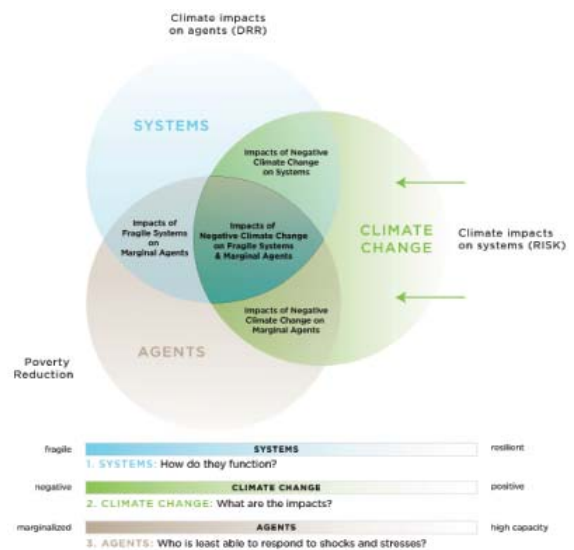 Climate impacts
on agents (DRR)
SYSTEMS
Impacts of Negative
Climate Change
on Systems
Impacts of
Fragile Systems
on
Marginal Agents
Impacts of
Negative Climate Change
on Fragile Systems
& Marginal Agents
CLIMATE
CHANGE
Climate impacts
on systems (RISK)
Impacts of Negative
Climate Change on
Marginal Agents
AGENTS
Poverty
Reduction
fragile SYSTEMS resilient
1. SYSTEMS: How do they function?
negative CLIMATE CHANGE positive
2. CLIMATE CHANGE: What are the impacts?
marginalized AGENTS high capacity
3. AGENTS: Who is least able to respond to shocks and stresses?